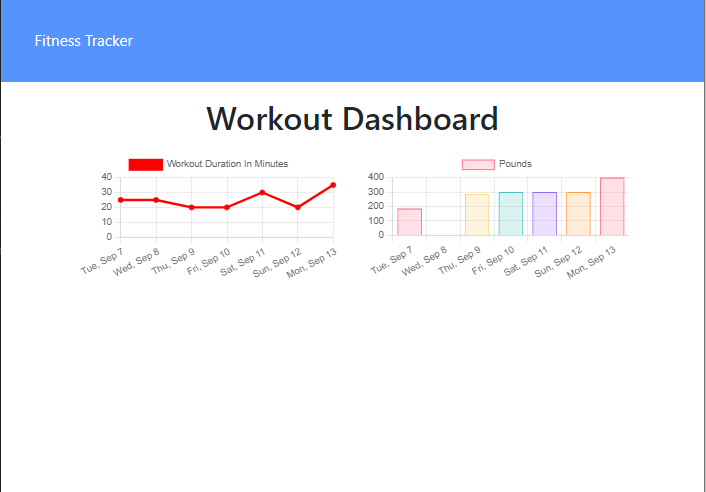 Fitness Tracker
Workout Dashboard
Workout Duration In Minutes
40
30
20
10
0
Tue, Sep 7
Wed, Sep 8
Thu, Sep 9
Fri, Sep 10
Sat, Sep 11
Sun, Sep 12
Mon, Sep 13
Pounds
400
300
200
100
0
Tue, Sep 7
Wed, Sep 8
Thu, Sep 9
Fri, Sep 10
Sat, Sep 11
Sun, Sep 12
Mon, Sep 13